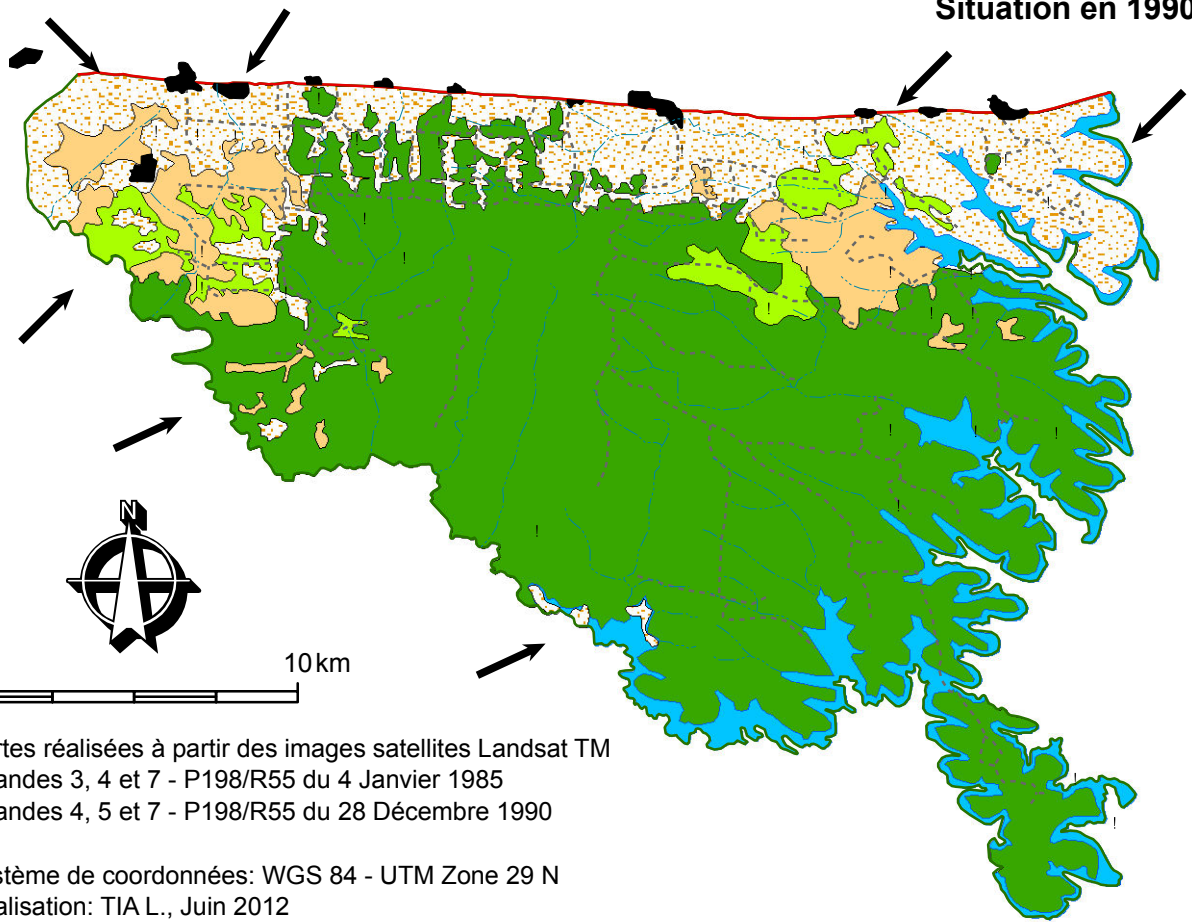 Situation en 1990
N
10 km
rtes réalisées à partir des images satellites Landsat TM
andes 3, 4 et 7 - P198/R55 du 4 Janvier 1985
andes 4, 5 et 7 - P198/R55 du 28 Décembre 1990
stème de coordonnées: WGS 84 - UTM Zone 29 N
alisation: TIA L., Juin 2012